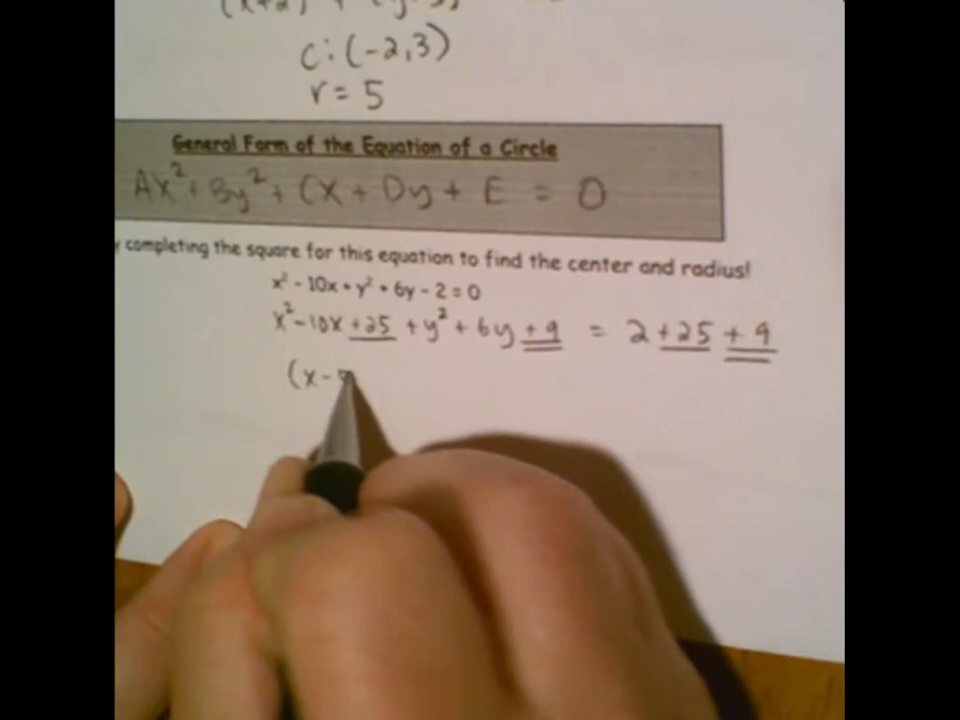 c: (-2, 3)
r = 5
General Form of the Equation of a Circle
Ax² + By² + Cx + Dy + E = 0
completing the square for this equation to find the center and radius!
x² - 10x + y² + 6y - 2 = 0
x² - 10x + 25 + y² + 6y + 9 = 2 + 25 + 9
(x -